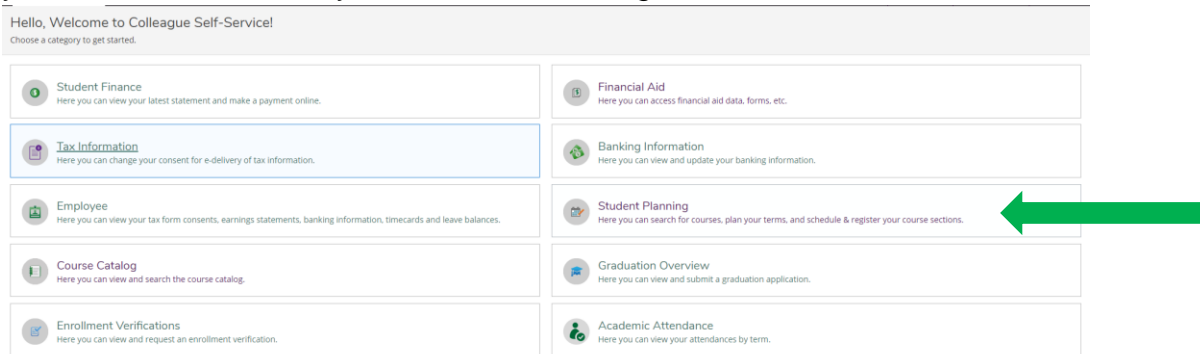 Hello, Welcome to Colleague Self-Service!
Choose a category to get started.
Student Finance
Here you can view your latest statement and make a payment online.
Financial Aid
Here you can access financial aid data, forms, etc.
Tax Information
Here you can change your consent for e-delivery of tax information.
Banking Information
Here you can view and update your banking information.
Employee
Here you can view your tax form consents, earnings statements, banking information, timecards and leave balances.
Student Planning
Here you can search for courses, plan your terms, and schedule & register your course sections.
Course Catalog
Here you can view and search the course catalog.
Graduation Overview
Here you can view and submit a graduation application.
Enrollment Verifications
Here you can view and request an enrollment verification.
Academic Attendance
Here you can view your attendances by term.